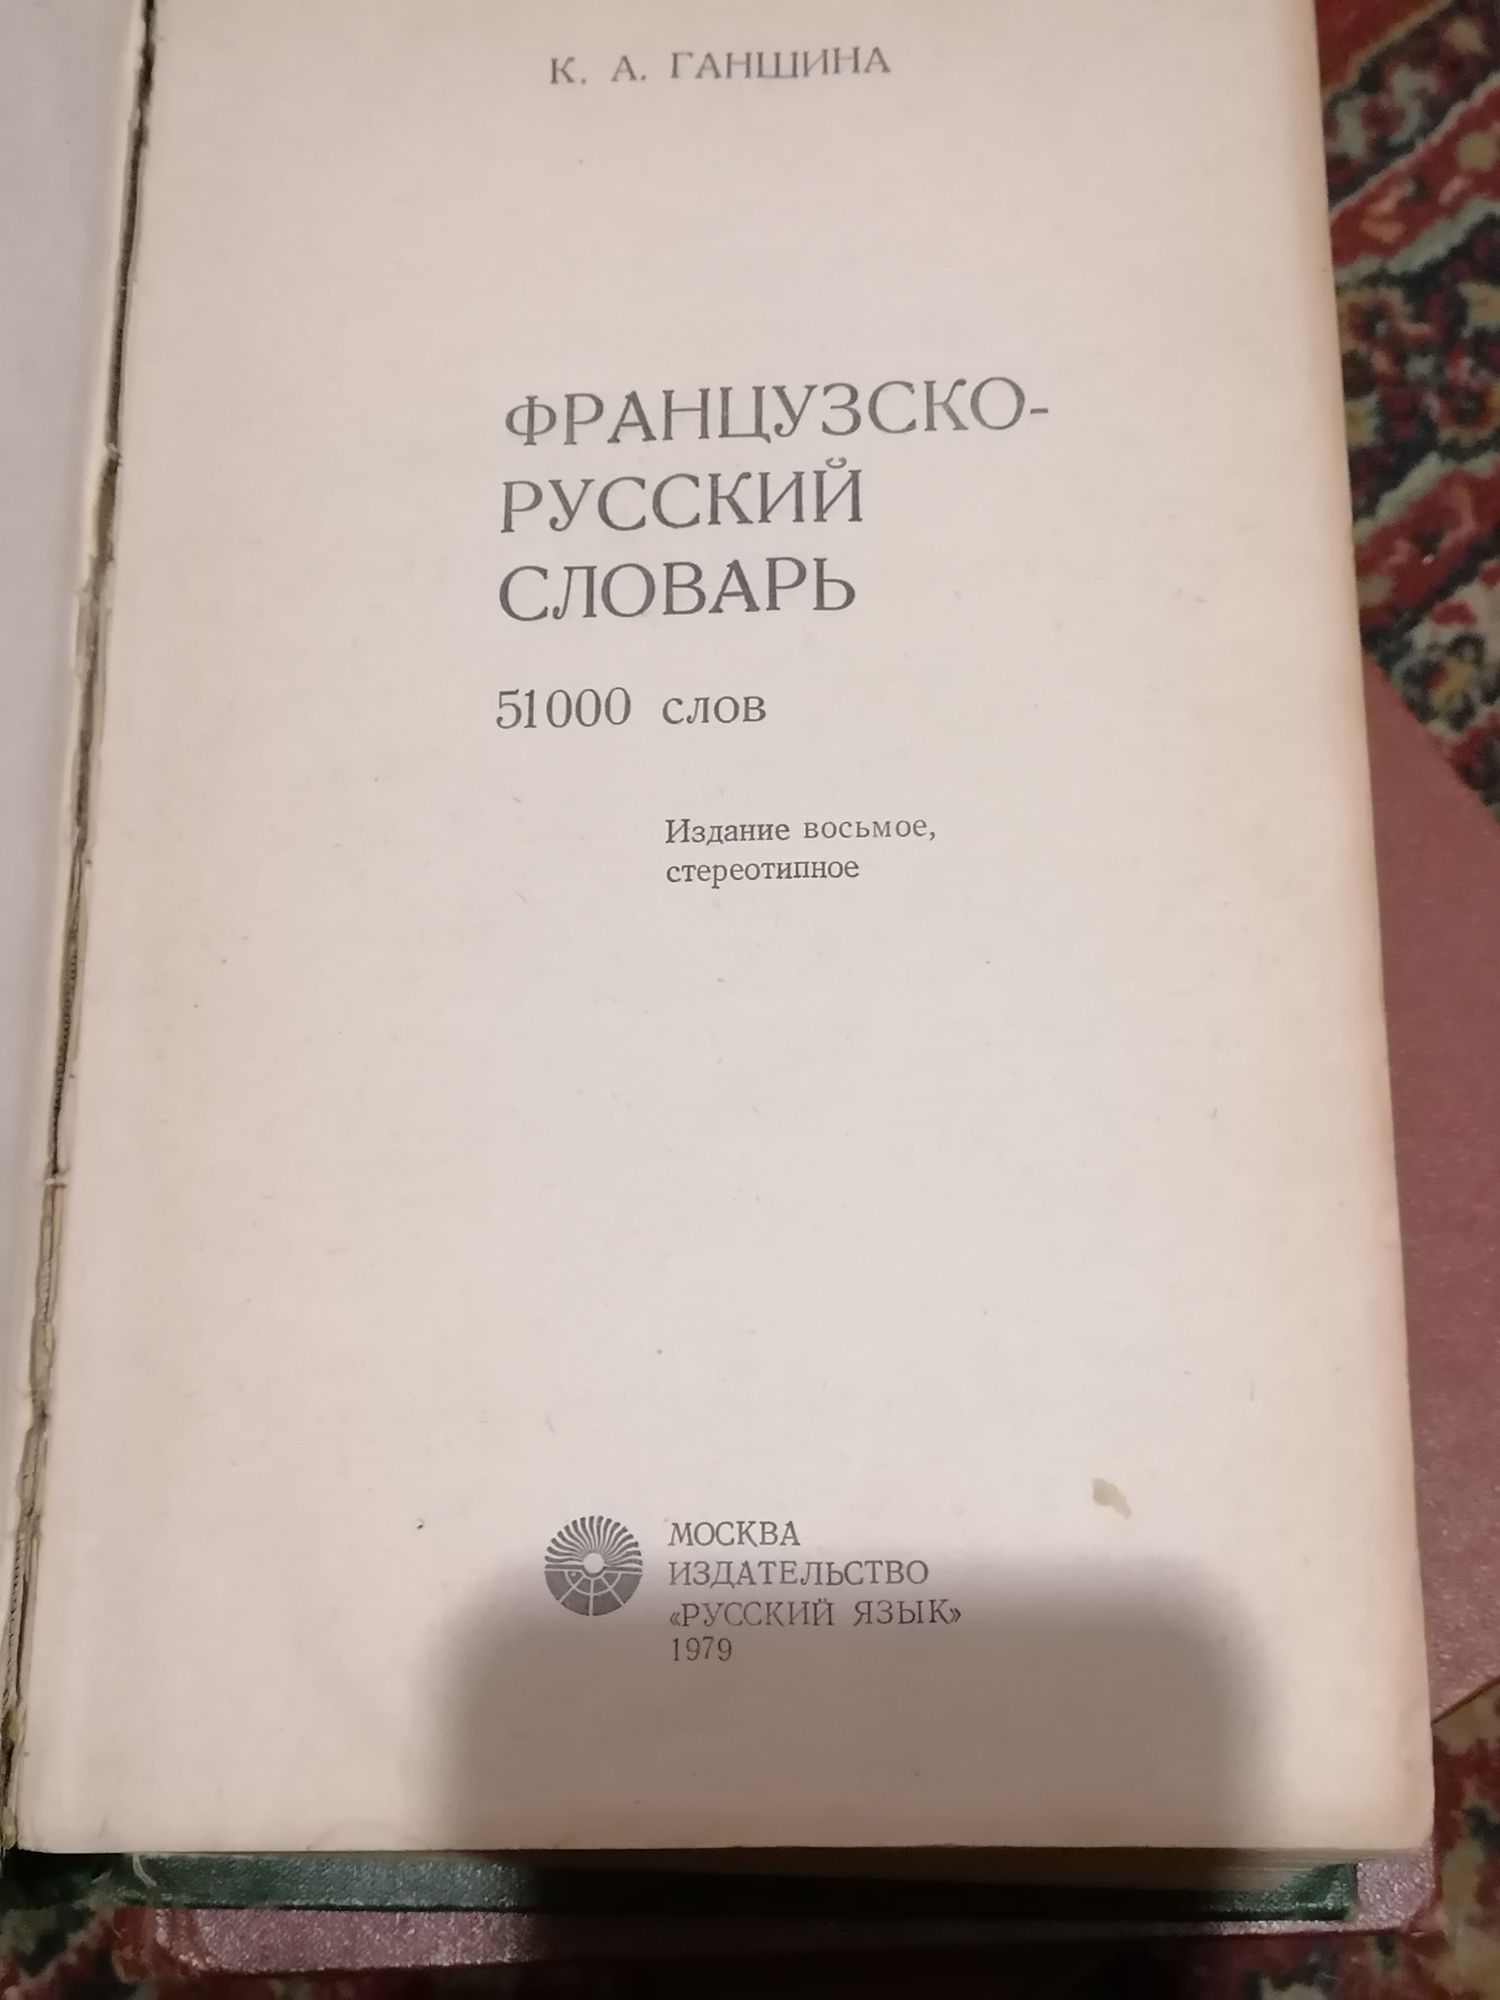 К. А. ГАНШИНА
ФРАНЦУЗСКО-
РУССКИЙ
СЛОВАРЬ
51000 слов
Издание восьмое,
стереотипное
МОСКВА
ИЗДАТЕЛЬСТВО
«РУССКИЙ ЯЗЫК»
1979